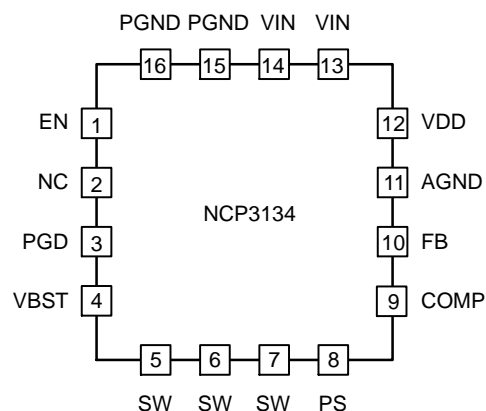 PGND PGND VIN VIN
16 15 14 13
EN 1 12 VDD
NC 2 11 AGND
NCP3134
PGD 3 10 FB
VBST 4 9 COMP
5 6 7 8
SW SW SW PS